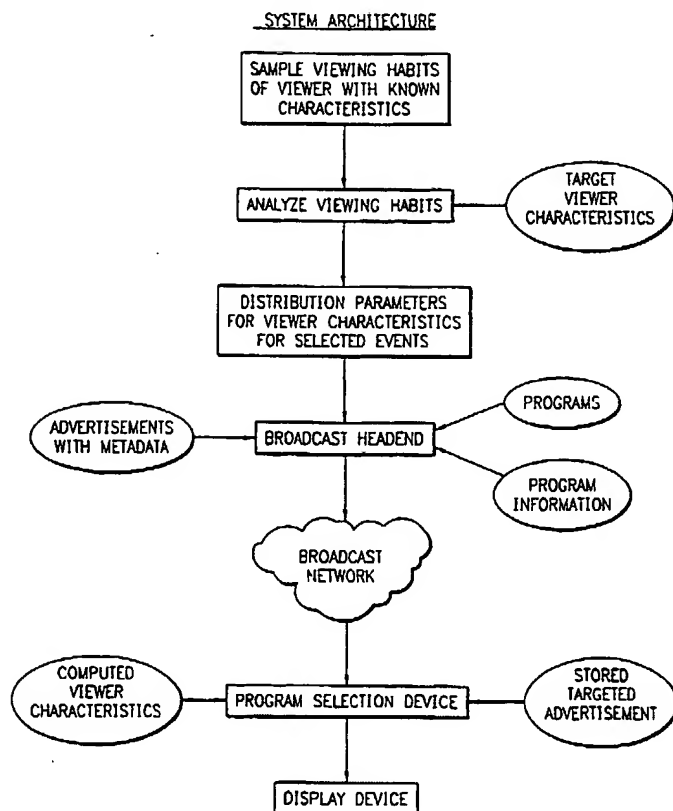 SYSTEM ARCHITECTURE
SAMPLE VIEWING HABITS
OF VIEWER WITH KNOWN
CHARACTERISTICS
ANALYZE VIEWING HABITS
TARGET
VIEWER
CHARACTERISTICS
DISTRIBUTION PARAMETERS
FOR VIEWER CHARACTERISTICS
FOR SELECTED EVENTS
ADVERTISEMENTS
WITH METADATA
BROADCAST HEADEND
PROGRAMS
PROGRAM
INFORMATION
BROADCAST
NETWORK
COMPUTED
VIEWER
CHARACTERISTICS
PROGRAM SELECTION DEVICE
STORED
TARGETED
ADVERTISEMENT
DISPLAY DEVICE